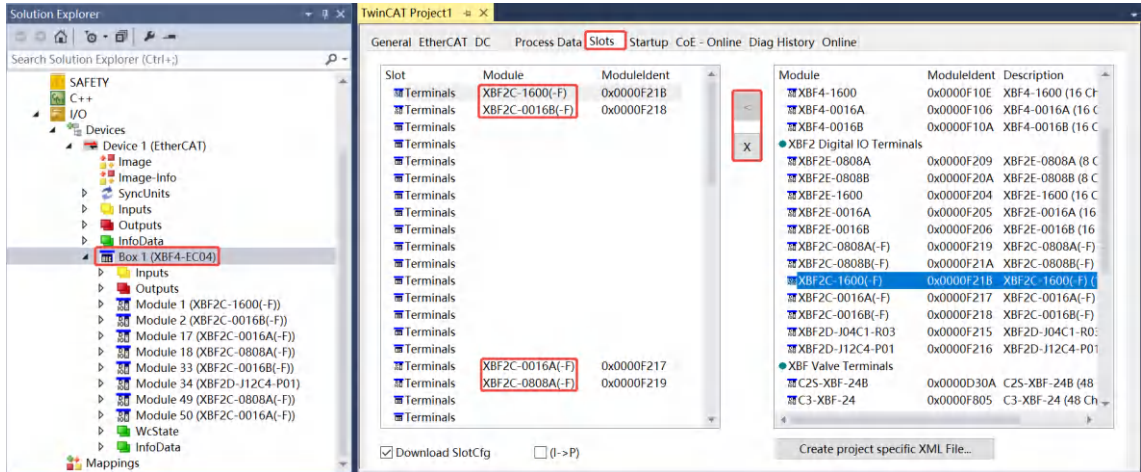 Solution Explorer
Search Solution Explorer (Ctrl+;)
SAFETY
C++
I/O
Devices
Device 1 (EtherCAT)
Image
Image-Info
SyncUnits
Inputs
Outputs
InfoData
Box 1 (XBF4-EC04)
Inputs
Outputs
Module 1 (XBF2C-1600(-F))
Module 2 (XBF2C-0016B(-F))
Module 17 (XBF2C-0016A(-F))
Module 18 (XBF2C-0808A(-F))
Module 33 (XBF2C-0016B(-F))
Module 34 (XBF2D-J12C4-P01)
Module 49 (XBF2C-0808A(-F))
Module 50 (XBF2C-0016A(-F))
WcState
InfoData
Mappings
TwinCAT Project1
General EtherCAT DC Process Data Slots Startup CoE - Online Diag History Online
Slot Module ModuleIdent
Terminals XBF2C-1600(-F) 0x0000F21B
Terminals XBF2C-0016B(-F) 0x0000F218
Terminals
Terminals
Terminals
Terminals
Terminals
Terminals
Terminals
Terminals
Terminals
Terminals
Terminals
Terminals
Terminals
Terminals
Terminals XBF2C-0016A(-F) 0x0000F217
Terminals XBF2C-0808A(-F) 0x0000F219
Terminals
Terminals
<
X
Module ModuleIdent Description
XBF4-1600 0x0000F10E XBF4-1600 (16 Ch
XBF4-0016A 0x0000F106 XBF4-0016A (16 C
XBF4-0016B 0x0000F10A XBF4-0016B (16 C
XBF2 Digital IO Terminals
XBF2E-0808A 0x0000F209 XBF2E-0808A (8 C
XBF2E-0808B 0x0000F20A XBF2E-0808B (8 C
XBF2E-1600 0x0000F204 XBF2E-1600 (16 C
XBF2E-0016A 0x0000F205 XBF2E-0016A (16
XBF2E-0016B 0x0000F206 XBF2E-0016B (16
XBF2C-0808A(-F) 0x0000F219 XBF2C-0808A(-F)
XBF2C-0808B(-F) 0x0000F21A XBF2C-0808B(-F)
XBF2C-1600(-F) 0x0000F21B XBF2C-1600(-F) (1
XBF2C-0016A(-F) 0x0000F217 XBF2C-0016A(-F)
XBF2C-0016B(-F) 0x0000F218 XBF2C-0016B(-F)
XBF2D-J04C1-R03 0x0000F215 XBF2D-J04C1-R03
XBF2D-J12C4-P01 0x0000F216 XBF2D-J12C4-P01
XBF Valve Terminals
C2S-XBF-24B 0x0000D30A C2S-XBF-24B (48
C3-XBF-24 0x0000F805 C3-XBF-24 (48 Ch
Download SlotCfg (I->P)
Create project specific XML File...